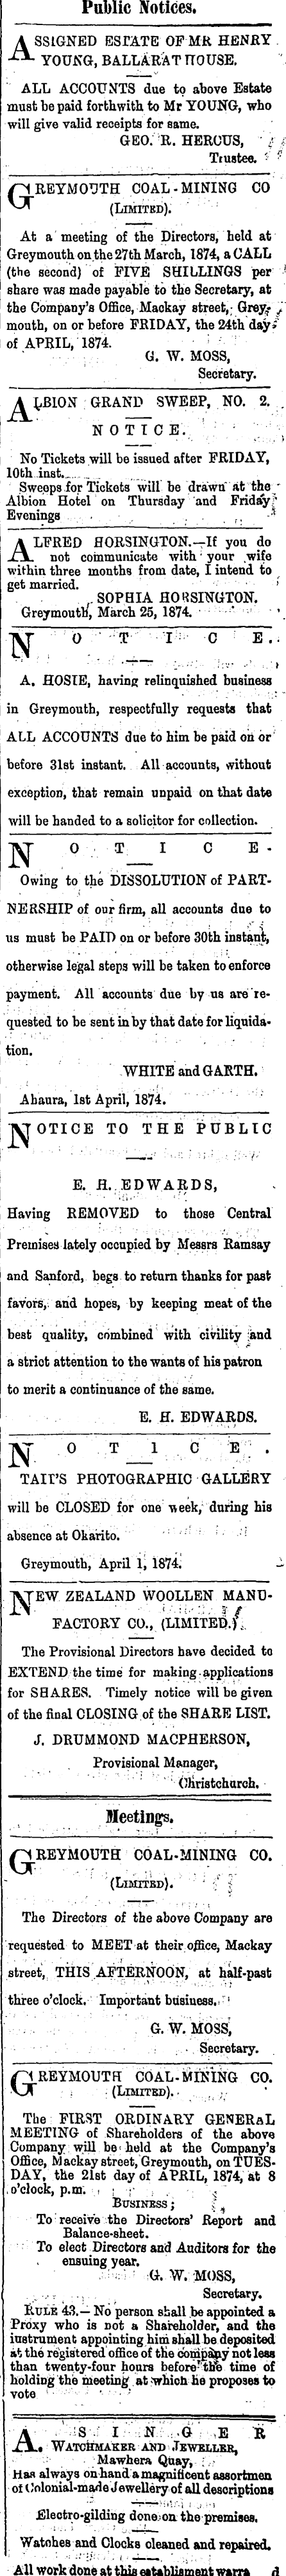 Public Notices.
ASSIGNED ESTATE OF MR HENRY
YOUNG, BALLARAT HOUSE.
ALL ACCOUNTS due to above Estate
must be paid forthwith to Mr YOUNG, who
will give valid receipts for same.
GEO. R. HERCUS,
Trustee.
GREYMOUTH COAL-MINING CO
(LIMITED).
At a meeting of the Directors, held at
Greymouth on the 27th March, 1874, a CALL
(the second) of FIVE SHILLINGS per
share was made payable to the Secretary, at
the Company's Office, Mackay street, Grey-
mouth, on or before FRIDAY, the 24th day
of APRIL, 1874.
G. W. MOSS,
Secretary.
ALBION GRAND SWEEP, NO. 2.
NOTICE.
No Tickets will be issued after FRIDAY,
10th inst.
Sweeps for Tickets will be drawn at the
Albion Hotel on Thursday and Friday
Evenings
ALFRED HORSINGTON.—If you do
not communicate with your wife
within three months from date, I intend to
get married.
SOPHIA HORSINGTON.
Greymouth, March 25, 1874.
NOTICE.
A. HOSIE, having relinquished business
in Greymouth, respectfully requests that
ALL ACCOUNTS due to him be paid on or
before 31st instant. All accounts, without
exception, that remain unpaid on that date
will be handed to a solicitor for collection.
NOTICE.
Owing to the DISSOLUTION of PART-
NERSHIP of our firm, all accounts due to
us must be PAID on or before 30th instant,
otherwise legal steps will be taken to enforce
payment. All accounts due by us are re-
quested to be sent in by that date for liquida-
tion.
WHITE and GARTH.
Ahaura, 1st April, 1874.
NOTICE TO THE PUBLIC
E. H. EDWARDS,
Having REMOVED to those Central
Premises lately occupied by Messrs Ramsay
and Sanford, begs to return thanks for past
favors, and hopes, by keeping meat of the
best quality, combined with civility and
a strict attention to the wants of his patron
to merit a continuance of the same.
E. H. EDWARDS.
NOTICE.
TAIT'S PHOTOGRAPHIC GALLERY
will be CLOSED for one week, during his
absence at Okarito.
Greymouth, April 1, 1874.
NEW ZEALAND WOOLLEN MANU-
FACTORY CO., (LIMITED.)
The Provisional Directors have decided to
EXTEND the time for making applications
for SHARES. Timely notice will be given
of the final CLOSING of the SHARE LIST.
J. DRUMMOND MACPHERSON,
Provisional Manager,
Christchurch.
Meetings.
GREYMOUTH COAL-MINING CO.
(LIMITED).
The Directors of the above Company are
requested to MEET at their office, Mackay
street, THIS AFTERNOON, at half-past
three o'clock. Important business.
G. W. MOSS,
Secretary.
GREYMOUTH COAL-MINING CO.
(LIMITED).
The FIRST ORDINARY GENERAL
MEETING of Shareholders of the above
Company will be held at the Company's
Office, Mackay street, Greymouth, on TUES-
DAY, the 21st day of APRIL, 1874, at 8
o'clock, p.m.
BUSINESS;
To receive the Directors' Report and
Balance-sheet.
To elect Directors and Auditors for the
ensuing year.
G. W. MOSS,
Secretary.
RULE 43.—No person shall be appointed a
Proxy who is not a Shareholder, and the
instrument appointing him shall be deposited
at the registered office of the company not less
than twenty-four hours before the time of
holding the meeting at which he proposes to
vote
A. SINGER
WATCHMAKER AND JEWELLER,
Mawhera Quay,
Has always on hand a magnificent assortmen
of Colonial-made Jewellery of all descriptions
Electro-gilding done on the premises.
Watches and Clocks cleaned and repaired.
All work done at this establisment warra d